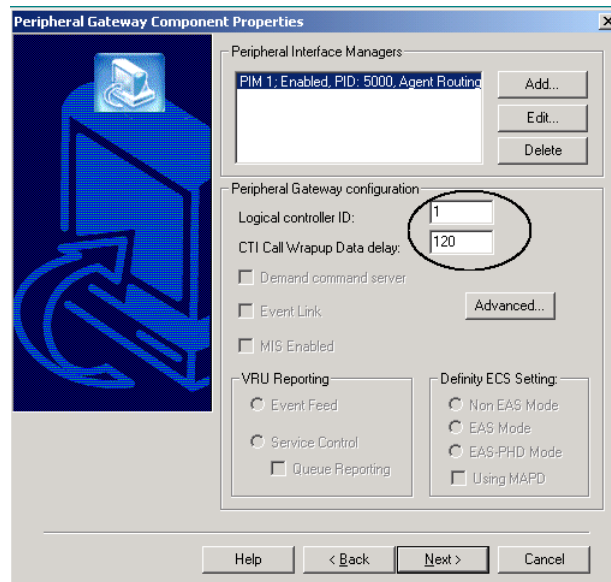 Peripheral Gateway Component Properties
Peripheral Interface Managers
PIM 1; Enabled, PID: 5000, Agent Routing
Add...
Edit...
Delete
Peripheral Gateway configuration
Logical controller ID: 1
CTI Call Wrapup Data delay: 120
Demand command server
Event Link
Advanced...
MIS Enabled
VRU Reporting
Event Feed
Service Control
Queue Reporting
Definity ECS Setting:
Non EAS Mode
EAS Mode
EAS-PHD Mode
Using MAPD
Help
< Back
Next >
Cancel